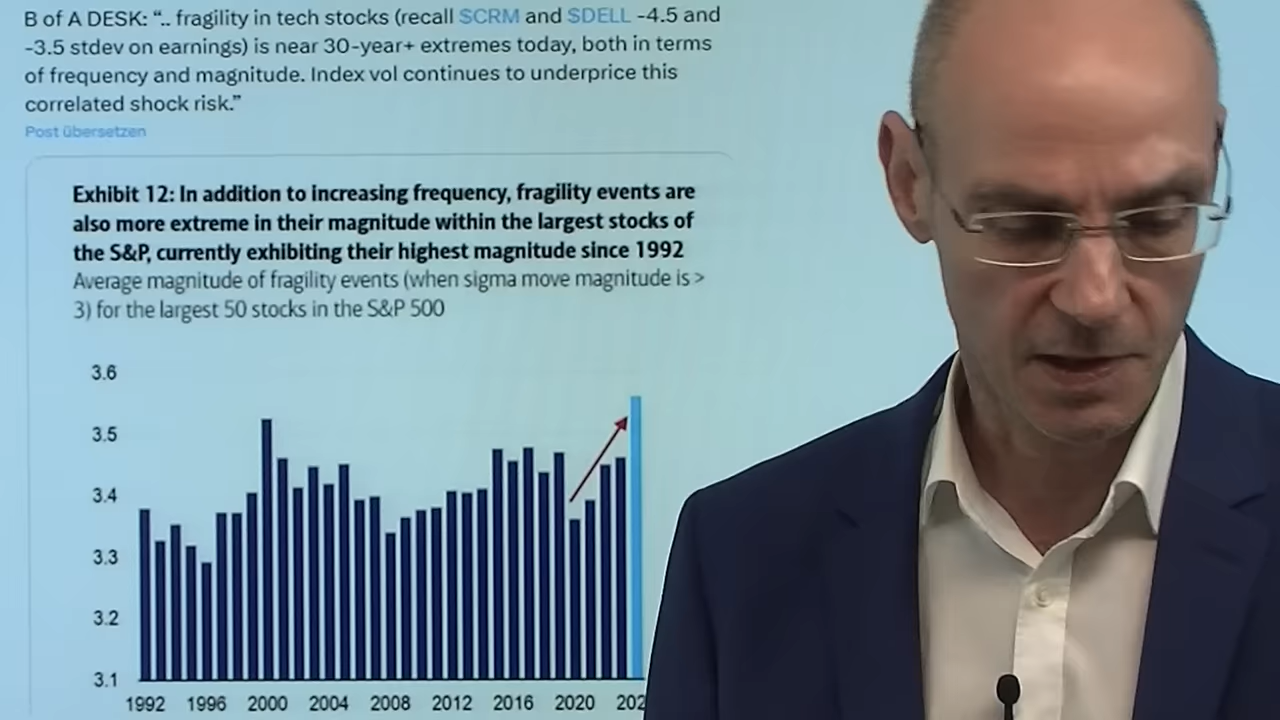 B of A DESK: “.. fragility in tech stocks (recall $CRM and $DELL -4.5 and
-3.5 stdev on earnings) is near 30-year+ extremes today, both in terms
of frequency and magnitude. Index vol continues to underprice this
correlated shock risk.”
Post übersetzen
Exhibit 12: In addition to increasing frequency, fragility events are
also more extreme in their magnitude within the largest stocks of
the S&P, currently exhibiting their highest magnitude since 1992
Average magnitude of fragility events (when sigma move magnitude is >
3) for the largest 50 stocks in the S&P 500
3.6
3.5
3.4
3.3
3.2
3.1
1992 1996 2000 2004 2008 2012 2016 2020